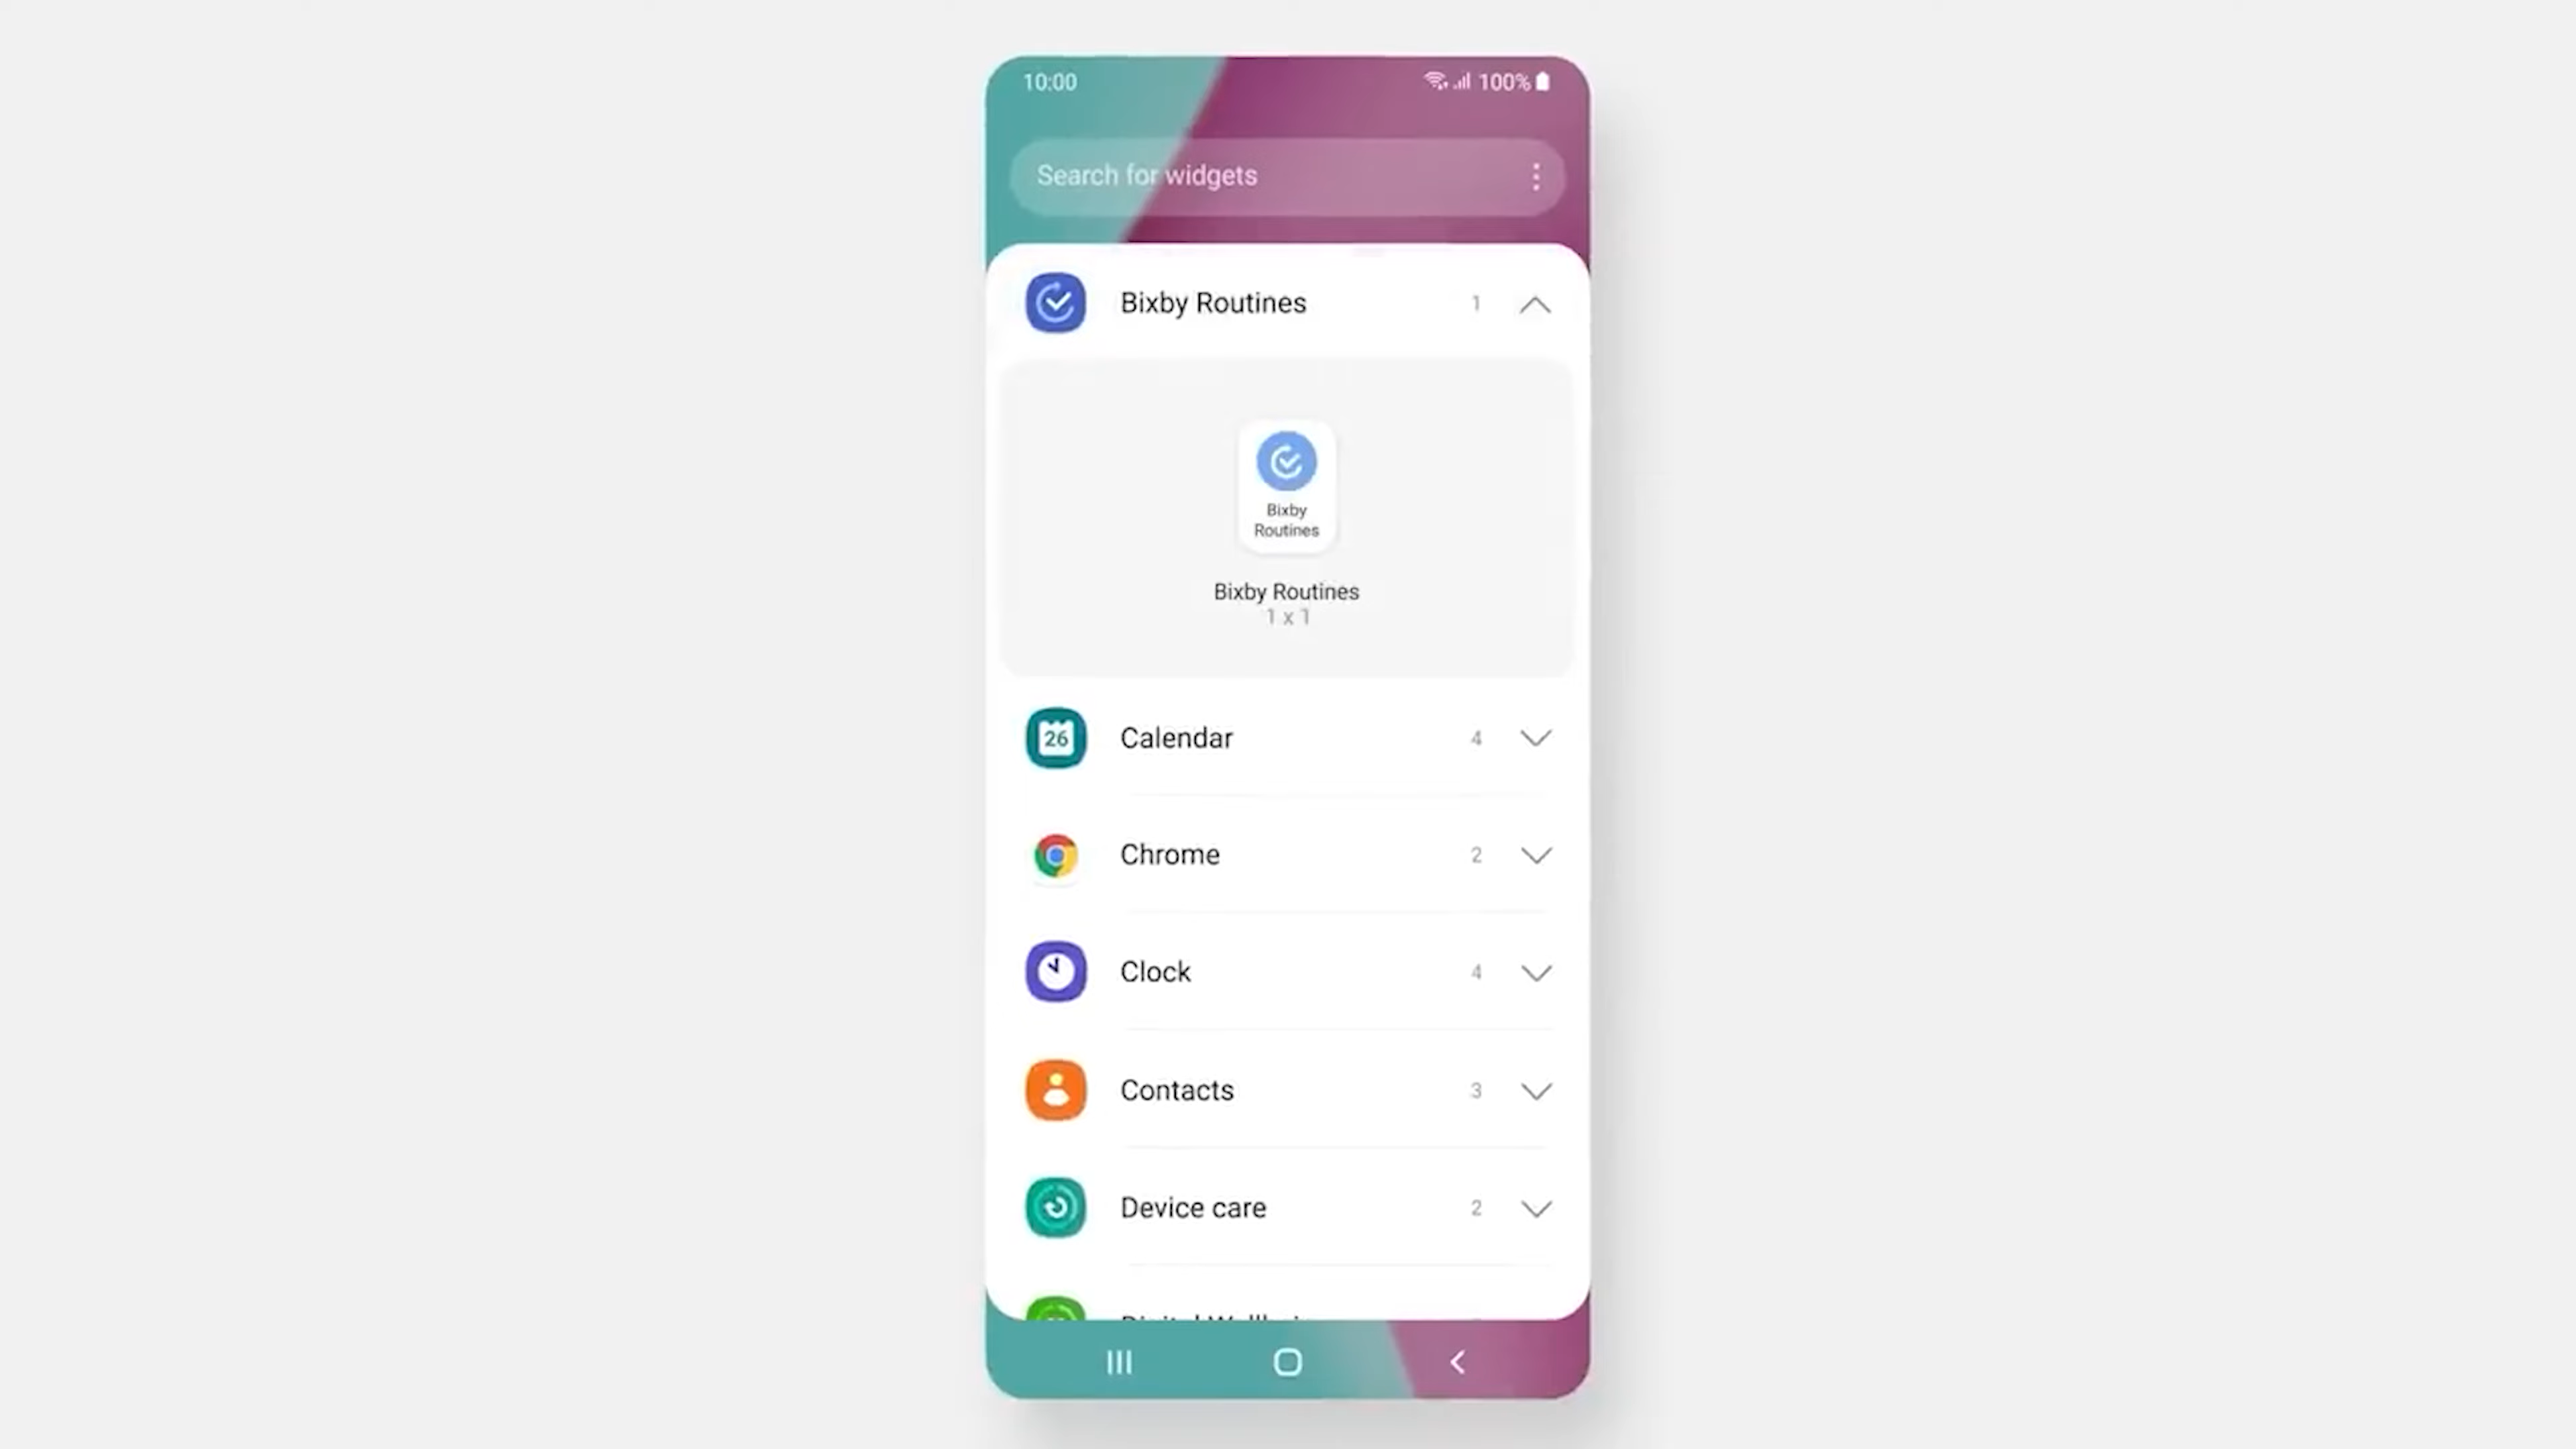 10:00
100%
Search for widgets
Bixby Routines
1
Bixby
Routines
Bixby Routines
1 x 1
26
Calendar
4
Chrome
2
Clock
4
Contacts
3
Device care
2